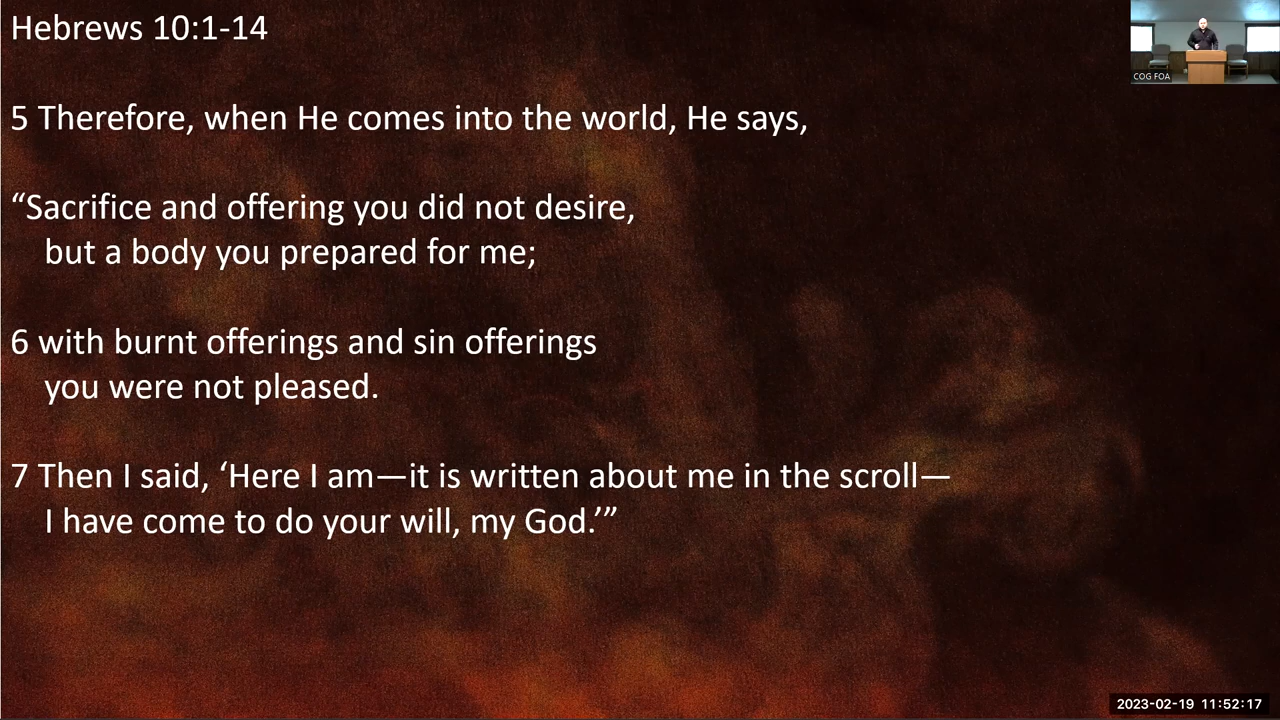 Hebrews 10:1-14
COG FOA
5 Therefore, when He comes into the world, He says,
“Sacrifice and offering you did not desire,
but a body you prepared for me;
6 with burnt offerings and sin offerings
you were not pleased.
7 Then I said, ‘Here I am—it is written about me in the scroll—
I have come to do your will, my God.’”
2023-02-19 11:52:17